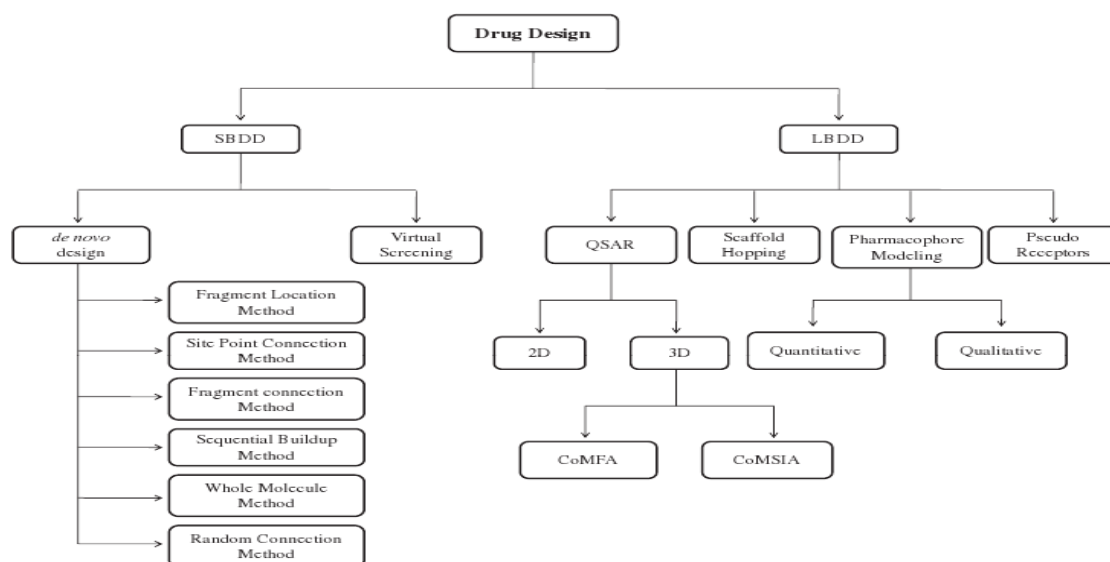 Drug Design
SBDD
LBDD
de novo
design
Virtual
Screening
QSAR
Scaffold
Hopping
Pharmacophore
Modeling
Pseudo
Receptors
Fragment Location
Method
Site Point Connection
Method
Fragment connection
Method
Sequential Buildup
Method
Whole Molecule
Method
Random Connection
Method
2D
3D
Quantitative
Qualitative
CoMFA
CoMSIA